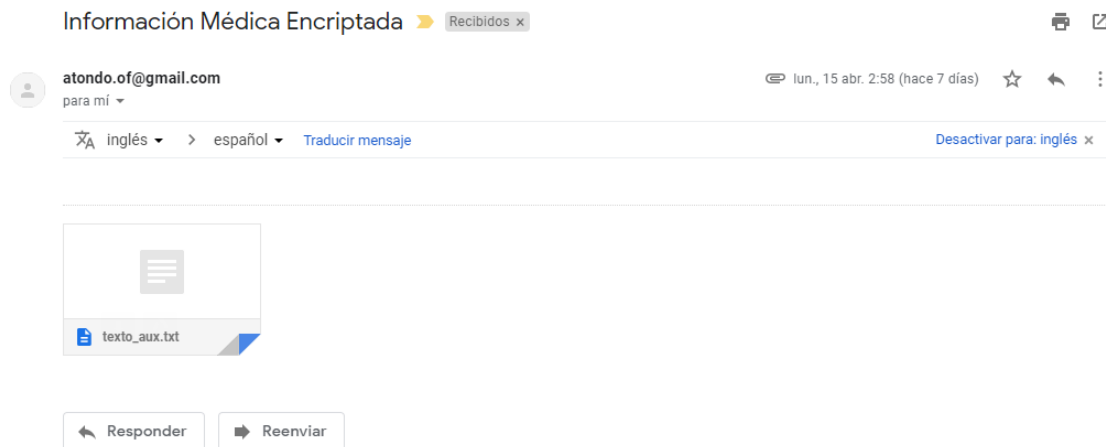 Información Médica Encriptada Recibidos x
atondo.of@gmail.com lun., 15 abr. 2:58 (hace 7 días)
para mí
inglés > español Traducir mensaje Desactivar para: inglés x
texto_aux.txt
Responder Reenviar